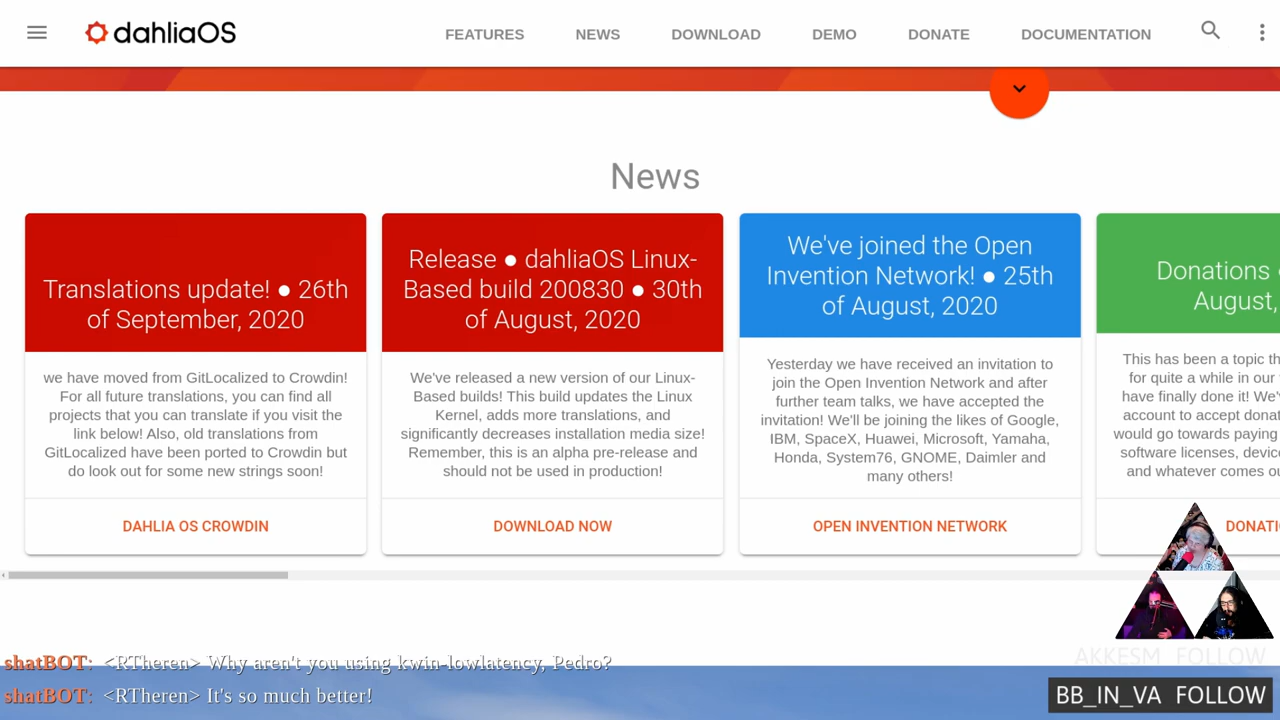 dahliaOS
FEATURES NEWS DOWNLOAD DEMO DONATE DOCUMENTATION
News
Translations update! ● 26th
of September, 2020
we have moved from GitLocalized to Crowdin!
For all future translations, you can find all
projects that you can translate if you visit the
link below! Also, old translations from
GitLocalized have been ported to Crowdin but
do look out for some new strings soon!
DAHLIA OS CROWDIN
Release ● dahliaOS Linux-
Based build 200830 ● 30th
of August, 2020
We've released a new version of our Linux-
Based builds! This build updates the Linux
Kernel, adds more translations, and
significantly decreases installation media size!
Remember, this is an alpha pre-release and
should not be used in production!
DOWNLOAD NOW
We've joined the Open
Invention Network! ● 25th
of August, 2020
Yesterday we have received an invitation to
join the Open Invention Network and after
further team talks, we have accepted the
invitation! We'll be joining the likes of Google,
IBM, SpaceX, Huawei, Microsoft, Yamaha,
Honda, System76, GNOME, Daimler and
many others!
OPEN INVENTION NETWORK
Donations
August,
This has been a topic th
for quite a while in our
have finally done it! We'
account to accept donat
would go towards paying
software licenses, devic
and whatever comes ou
DONATI
shatBOT: <RTheren> Why aren't you using kwin-lowlatency, Pedro?
shatBOT: <RTheren> It's so much better!
AKKESM FOLLOW
BB_IN_VA FOLLOW